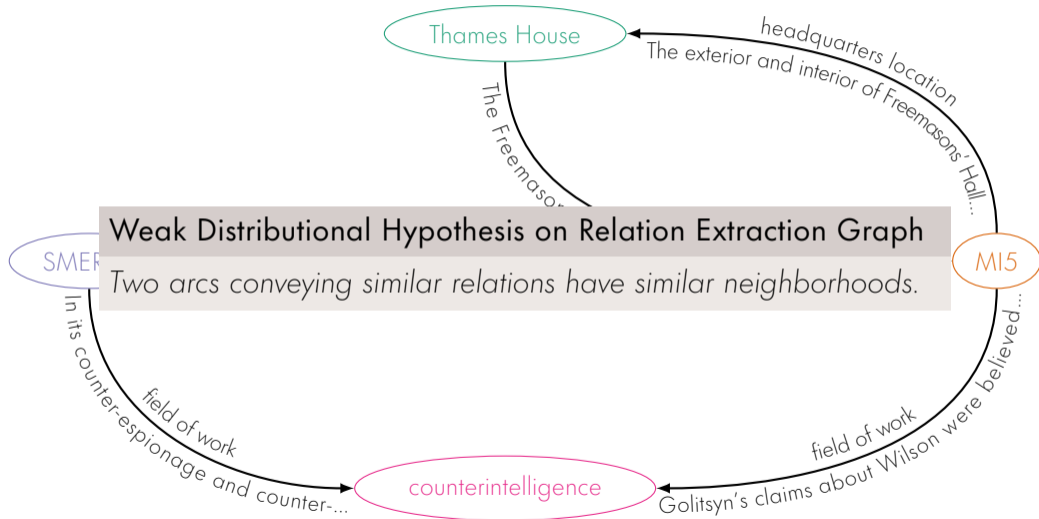 Thames House
headquarters location
The exterior and interior of Freemasons' Hall...
The Freemason
Weak Distributional Hypothesis on Relation Extraction Graph
Two arcs conveying similar relations have similar neighborhoods.
SMER
MI5
In its counter-espionage and counter-...
field of work
field of work
Golitsyn's claims about Wilson were believed...
counterintelligence